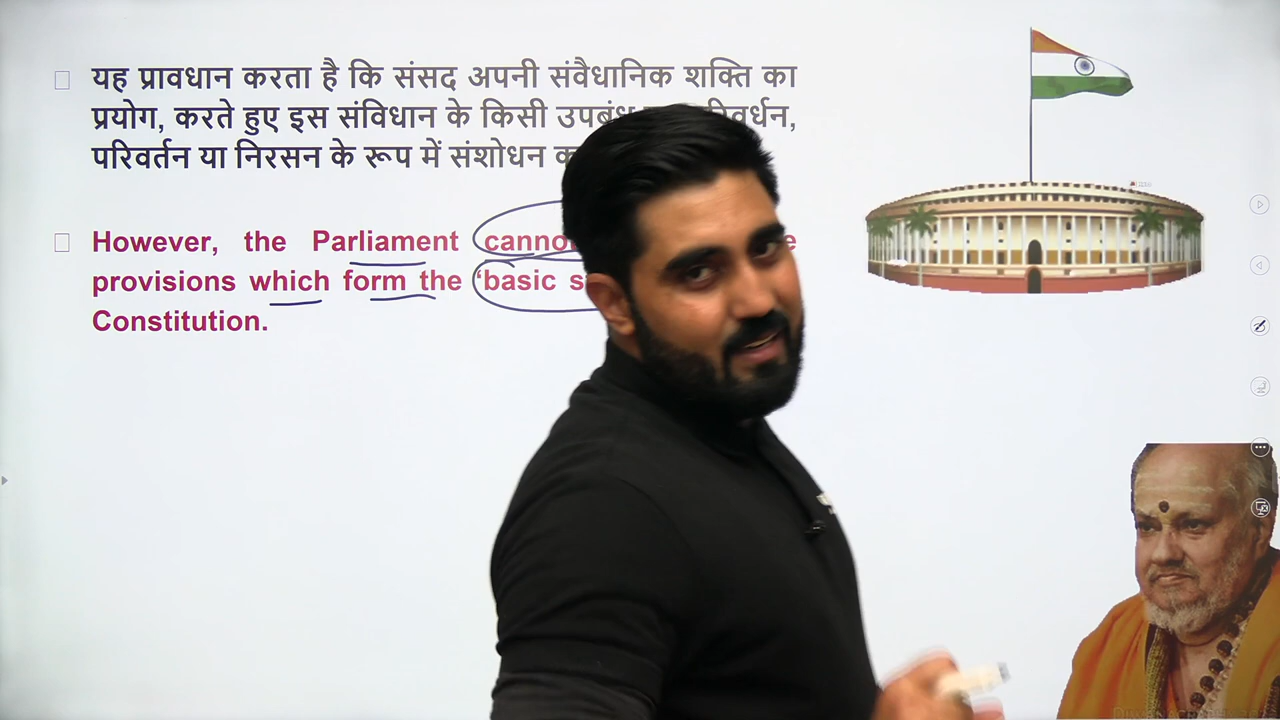 यह प्रावधान करता है कि संसद अपनी संवैधानिक शक्ति का
प्रयोग, करते हुए इस संविधान के किसी
परिवर्तन या निरसन के रूप में संशोधन
However, the Parliament
provisions which form the 'basic
Constitution.